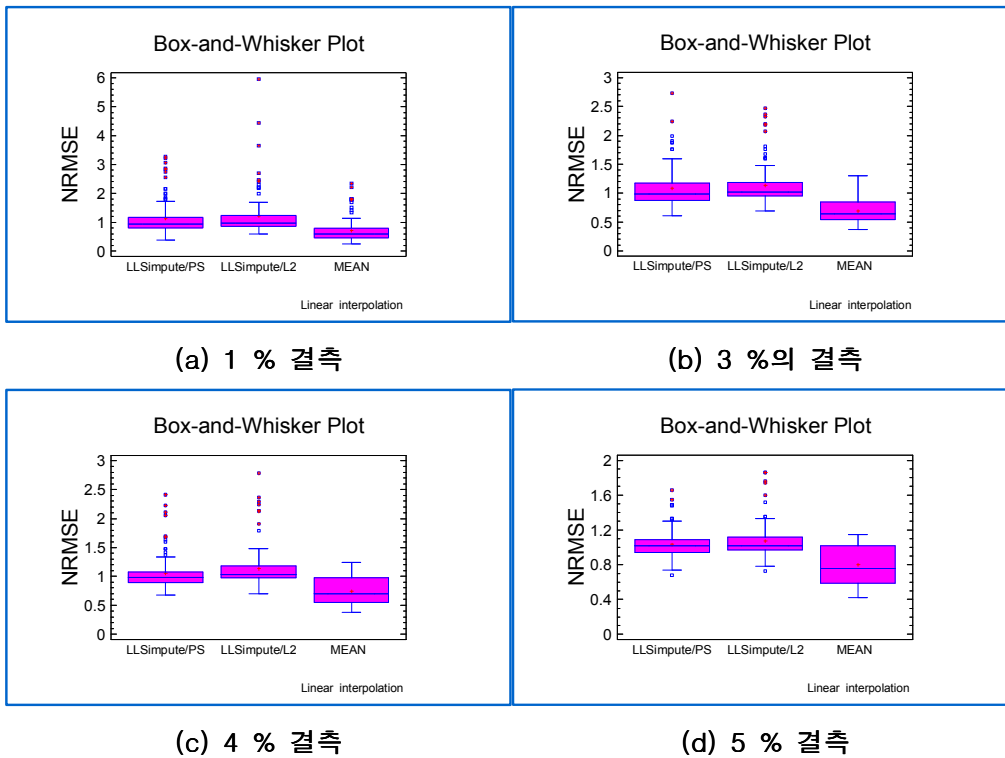 Box-and-Whisker Plot
NRMSE
6
5
4
3
2
1
0
LLSimpute/PS LLSimpute/L2 MEAN
Linear interpolation
(a) 1 % 결측
Box-and-Whisker Plot
NRMSE
3
2.5
2
1.5
1
0.5
0
LLSimpute/PS LLSimpute/L2 MEAN
Linear interpolation
(b) 3 %의 결측
Box-and-Whisker Plot
NRMSE
3
2.5
2
1.5
1
0.5
0
LLSimpute/PS LLSimpute/L2 MEAN
Linear interpolation
(c) 4 % 결측
Box-and-Whisker Plot
NRMSE
2
1.6
1.2
0.8
0.4
0
LLSimpute/PS LLSimpute/L2 MEAN
Linear interpolation
(d) 5 % 결측